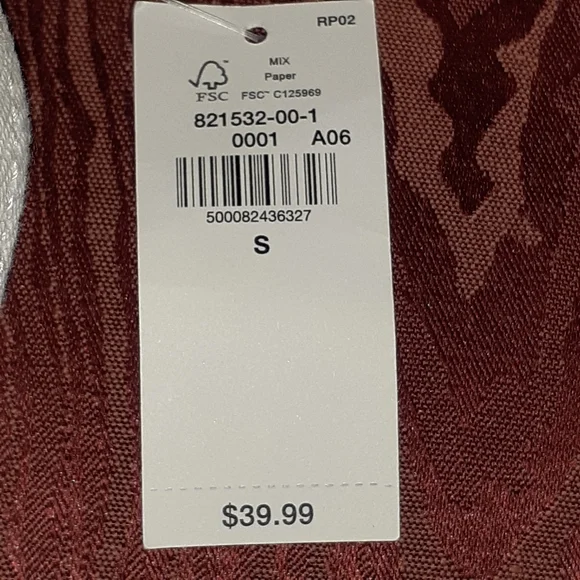 RP02
MIX
Paper
FSC FSC™ C125969
821532-00-1
0001 A06
500082436327
S
$39.99